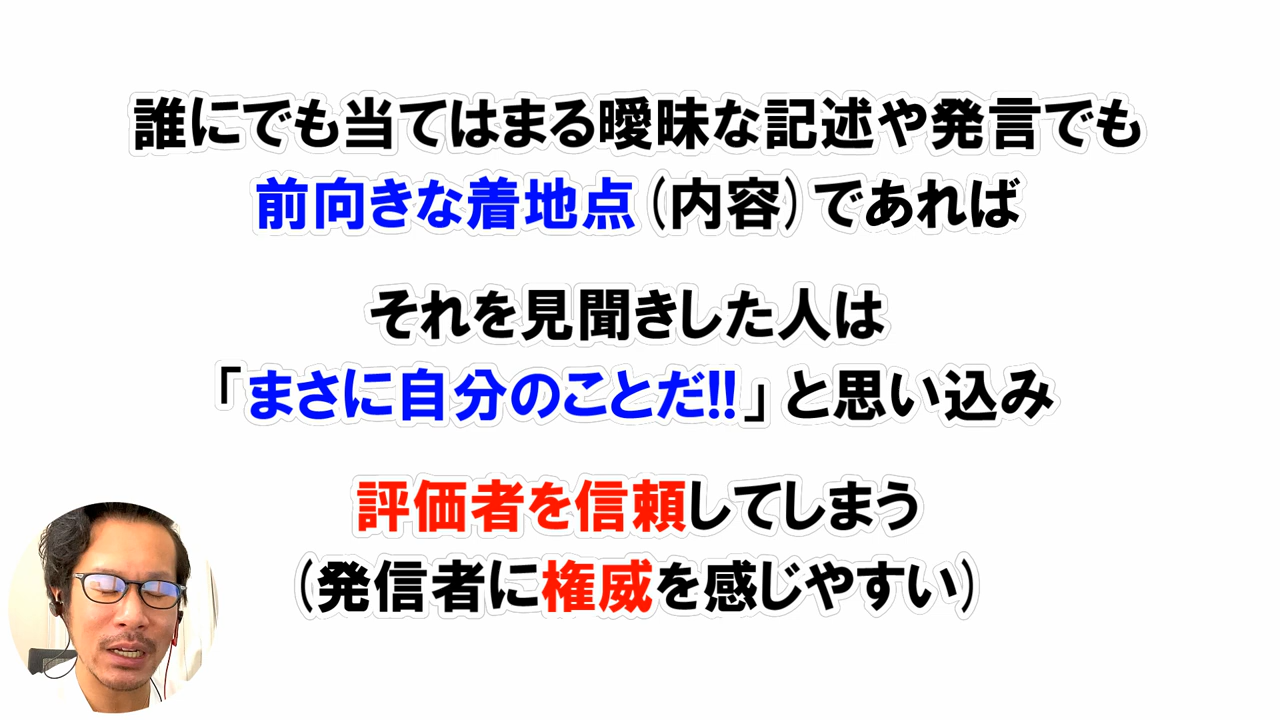 誰にでも当てはまる曖昧な記述や発言でも
前向きな着地点(内容)であれば
それを見聞きした人は
「まさに自分のことだ!!」と思い込み
評価者を信頼してしまう
(発信者に権威を感じやすい)